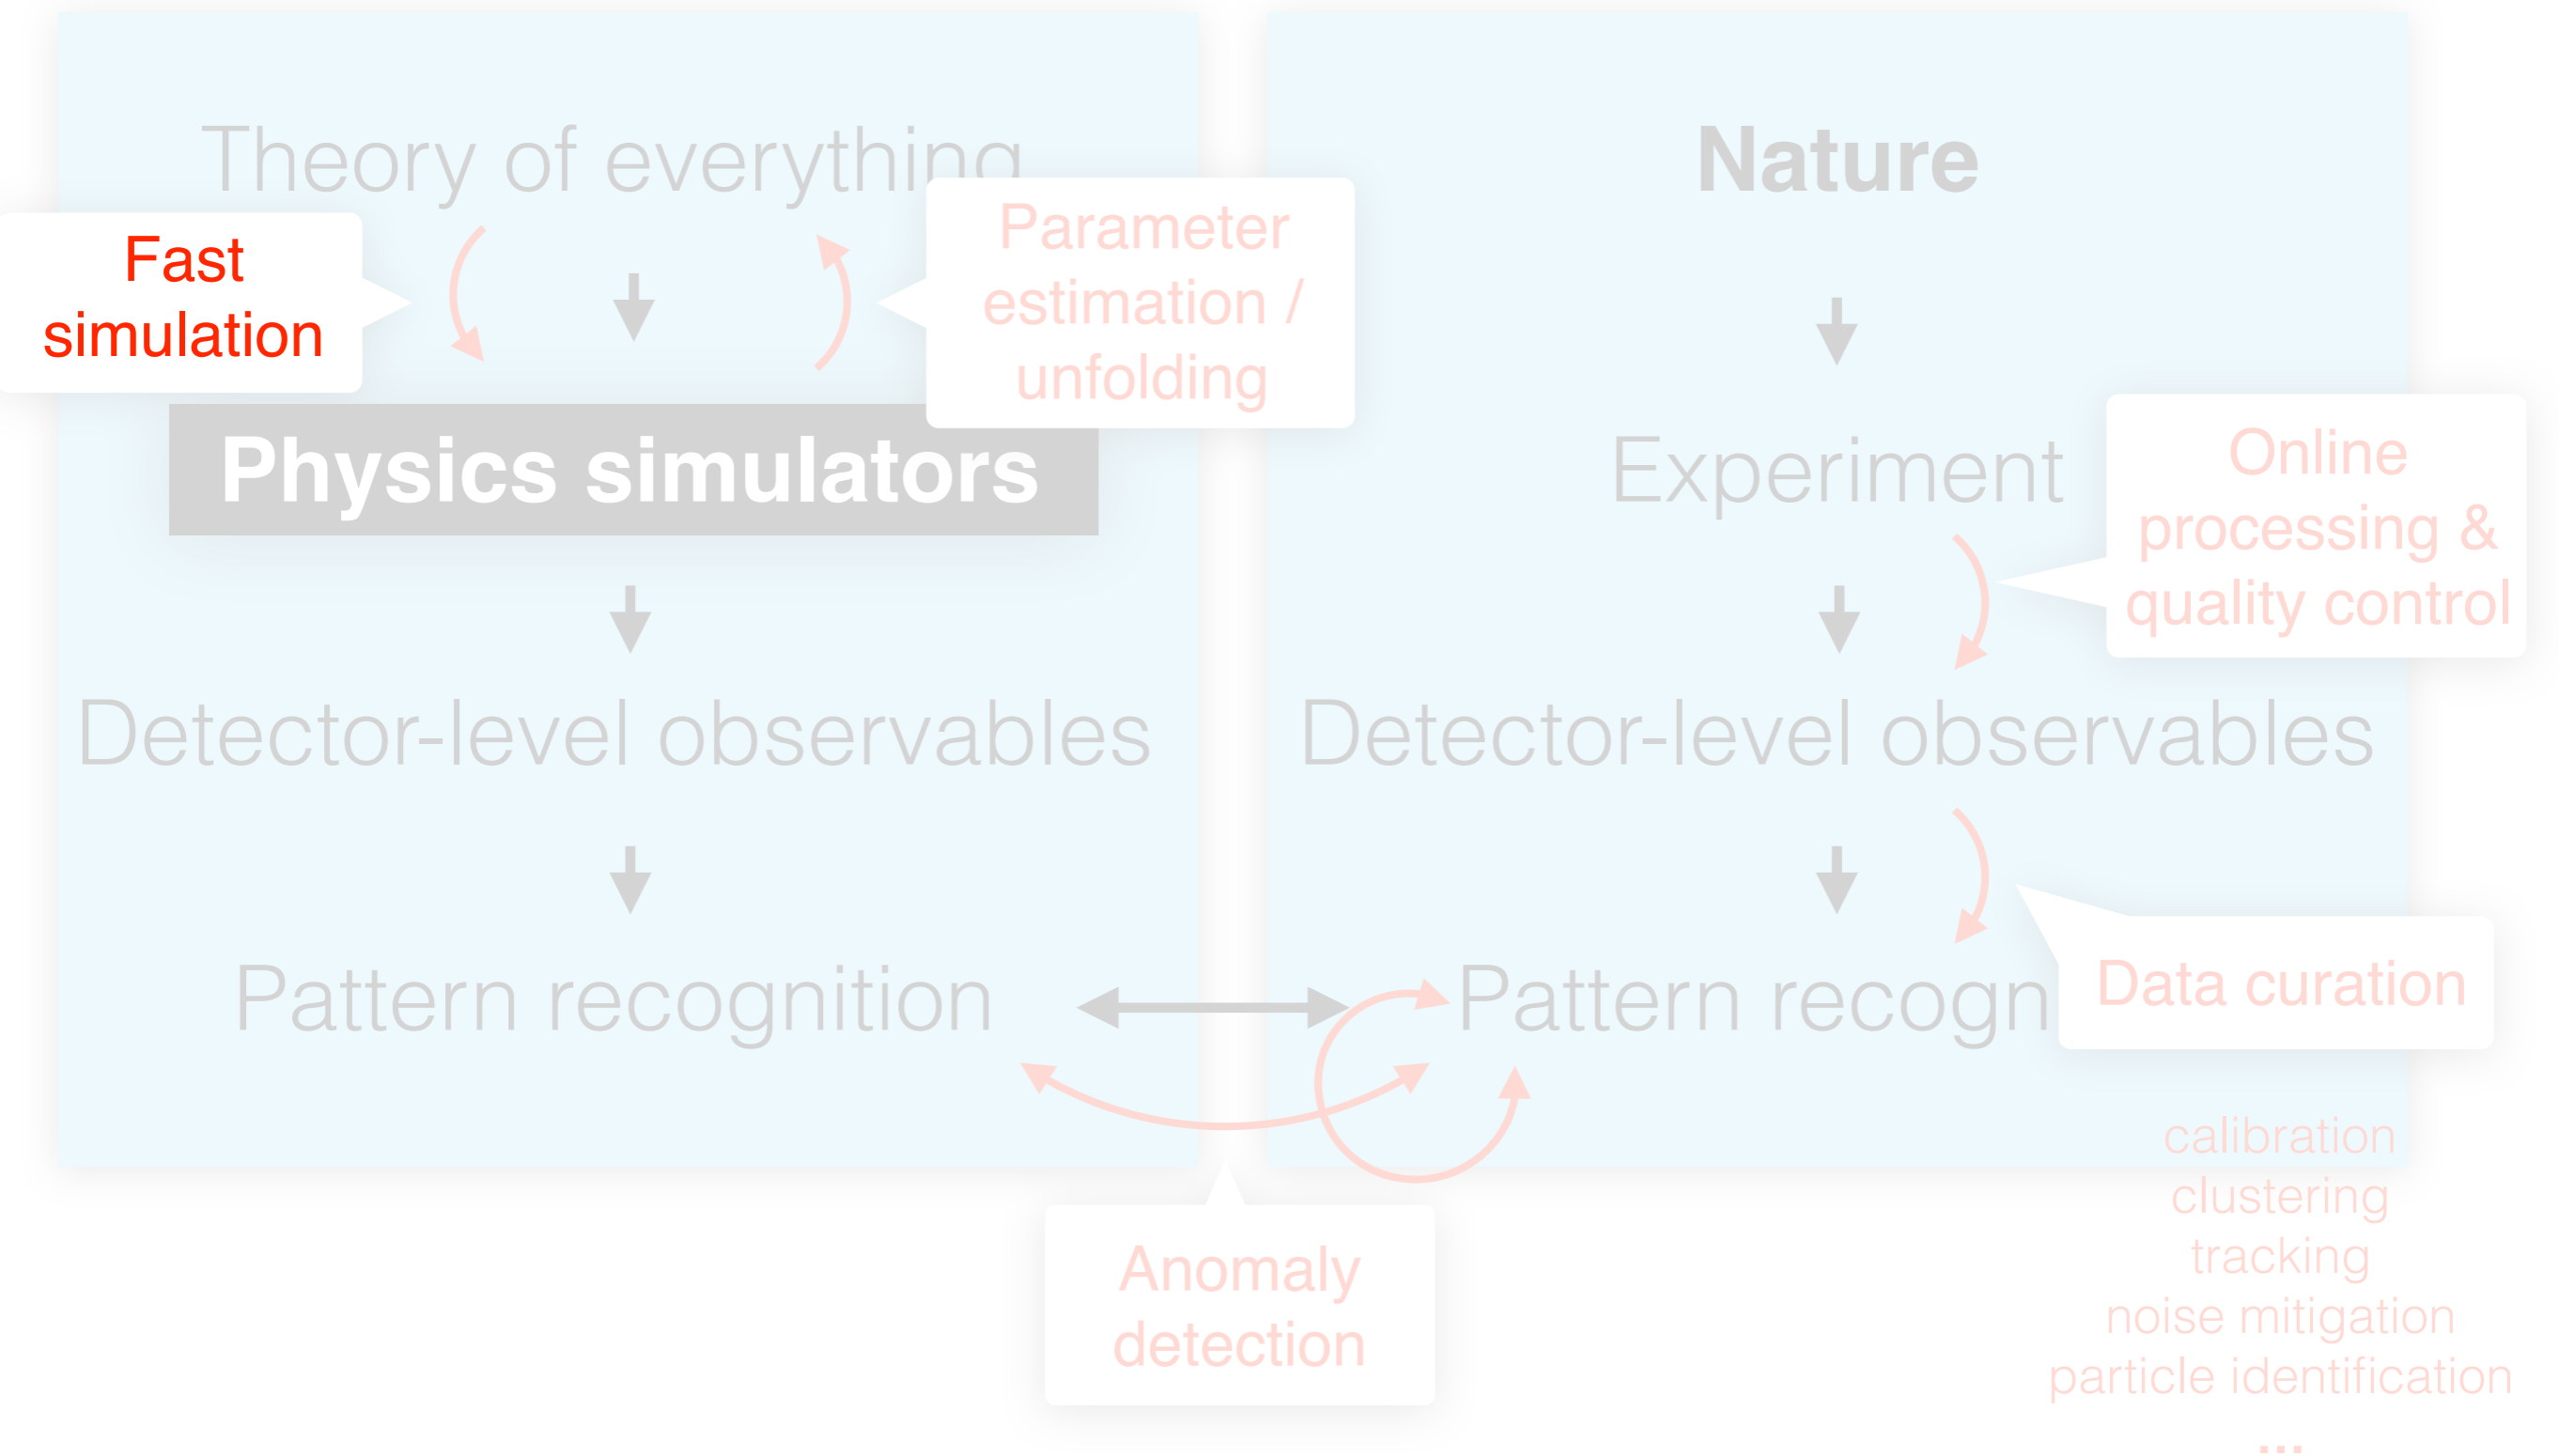 Theory of everything
Fast
simulation
Parameter
estimation /
unfolding
Physics simulators
Detector-level observables
Pattern recognition
Nature
Experiment
Online
processing &
quality control
Detector-level observables
Pattern recogn
Data curation
calibration
clustering
tracking
noise mitigation
particle identification
...
Anomaly
detection